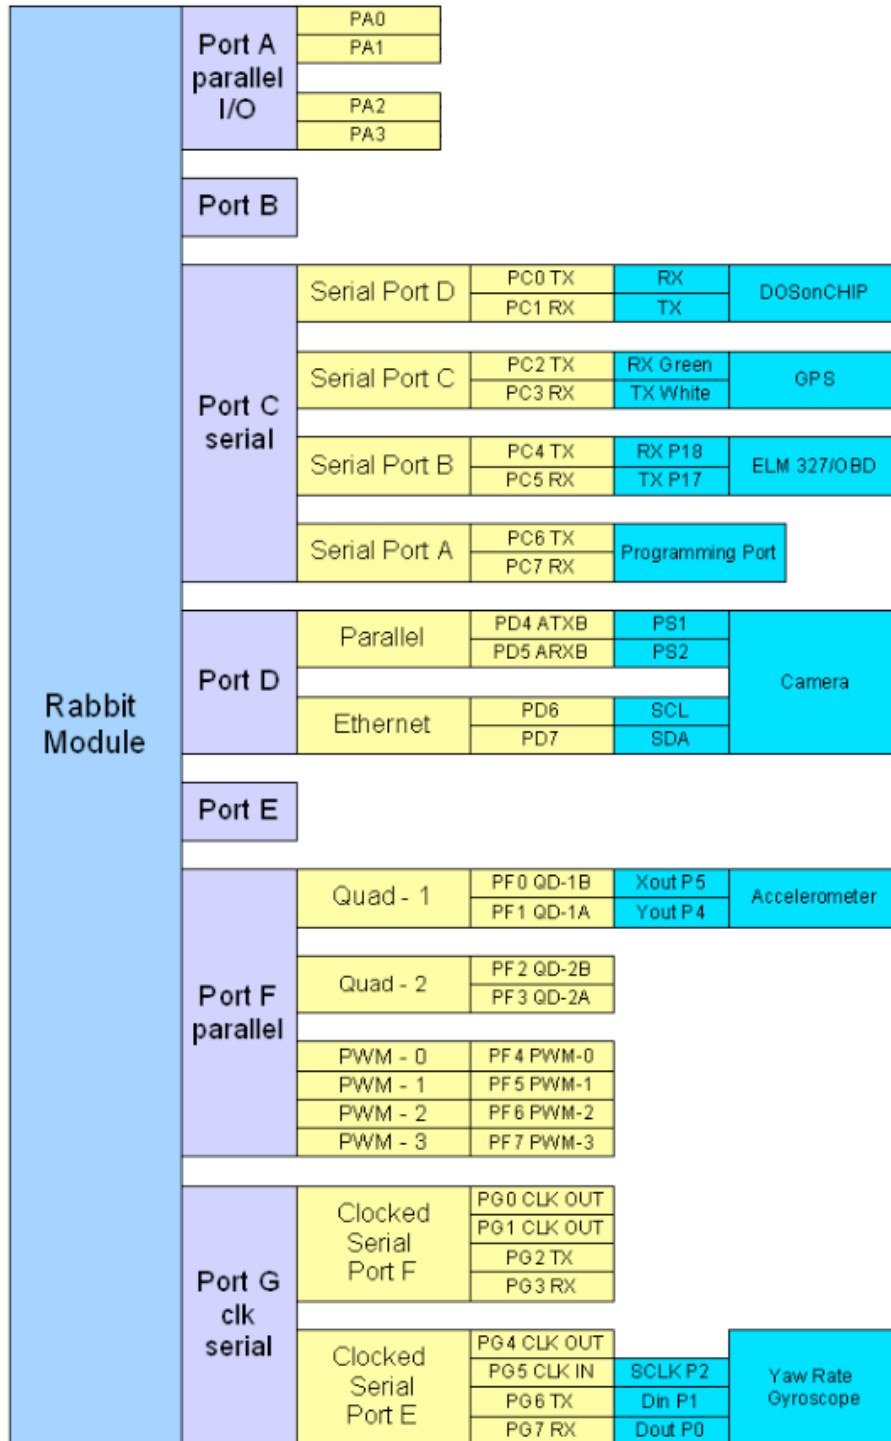 Rabbit
Module
Port A
parallel
I/O
PA0
PA1
PA2
PA3
Port B
Port C
serial
Serial Port D
PC0 TX
RX
PC1 RX
TX
DOSonCHIP
Serial Port C
PC2 TX
RX Green
PC3 RX
TX White
GPS
Serial Port B
PC4 TX
RX P18
PC5 RX
TX P17
ELM 327/OBD
Serial Port A
PC6 TX
PC7 RX
Programming Port
Port D
Parallel
PD4 ATXB
PS1
PD5 ARXB
PS2
Ethernet
PD6
SCL
PD7
SDA
Camera
Port E
Port F
parallel
Quad - 1
PF0 QD-1B
Xout P5
PF1 QD-1A
Yout P4
Accelerometer
Quad - 2
PF2 QD-2B
PF3 QD-2A
PWM - 0
PF4 PWM-0
PWM - 1
PF5 PWM-1
PWM - 2
PF6 PWM-2
PWM - 3
PF7 PWM-3
Port G
clk
serial
Clocked
Serial
Port F
PG0 CLK OUT
PG1 CLK OUT
PG2 TX
PG3 RX
Clocked
Serial
Port E
PG4 CLK OUT
PG5 CLK IN
SCLK P2
PG6 TX
Din P1
PG7 RX
Dout P0
Yaw Rate
Gyroscope